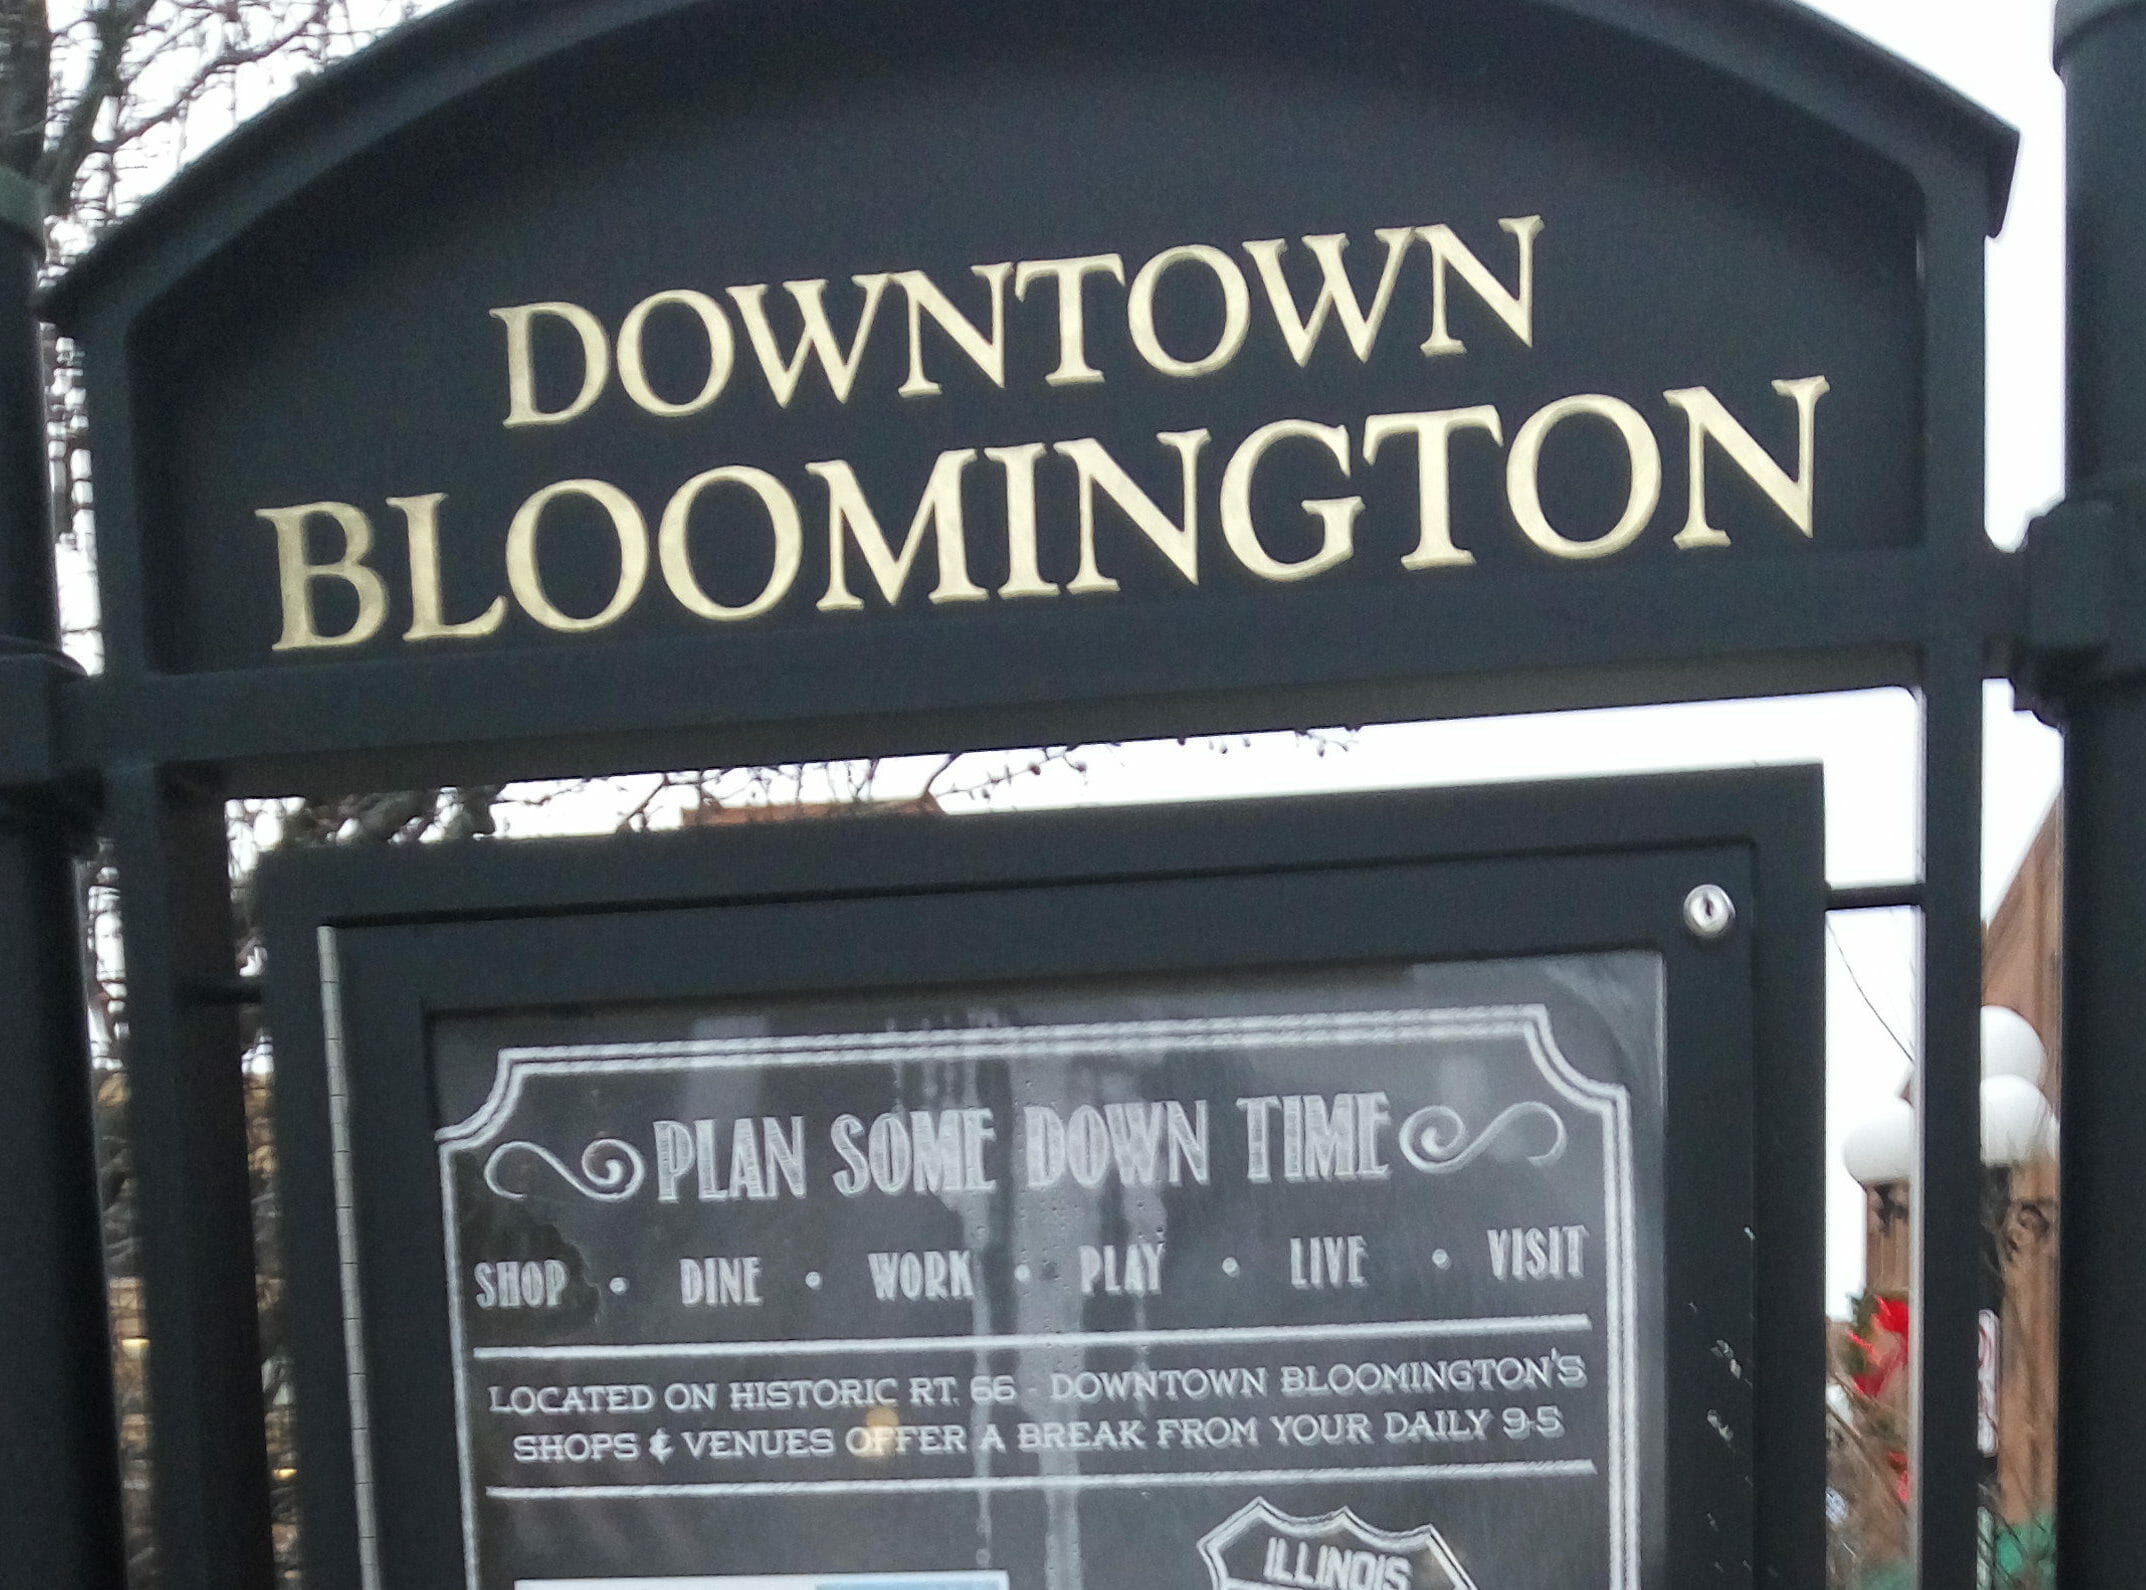 DOWNTOWN
BLOOMINGTON
PLAN SOME DOWN TIME
SHOP • DINE • WORK • PLAY • LIVE • VISIT
LOCATED ON HISTORIC RT. 66 - DOWNTOWN BLOOMINGTON'S
SHOPS & VENUES OFFER A BREAK FROM YOUR DAILY 9-5
ILLINOIS